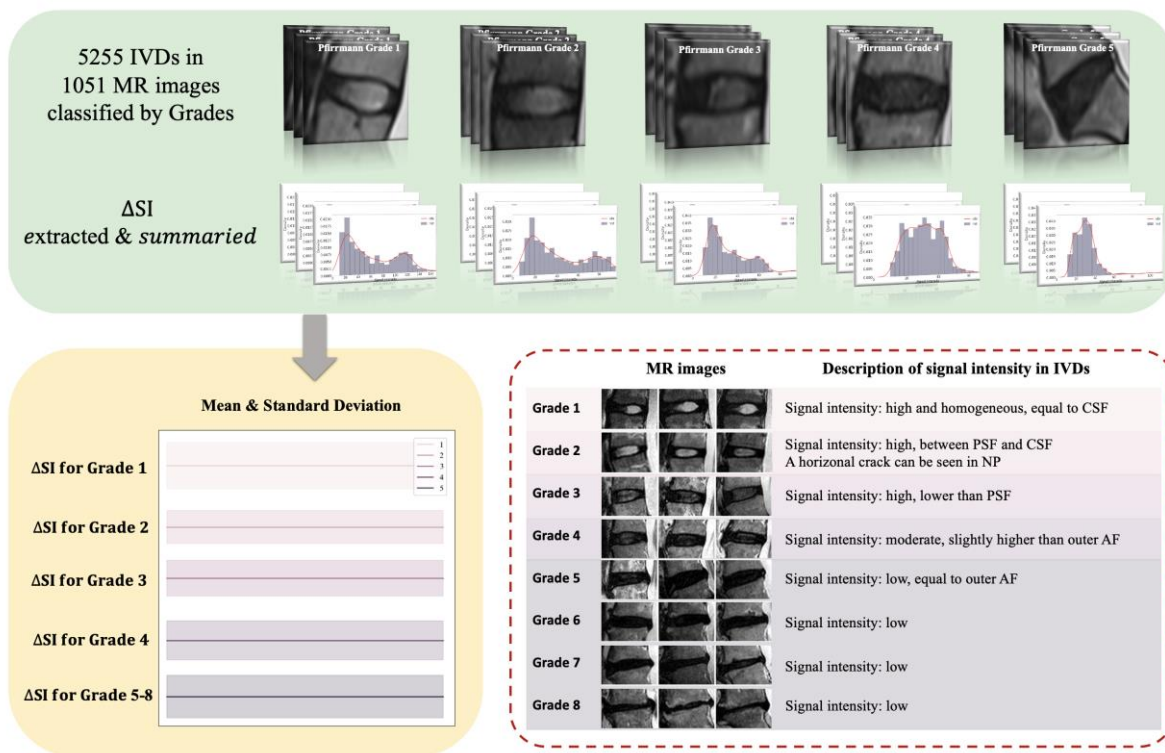 5255 IVDs in
1051 MR images
classified by Grades
Pfirrmann Grade 1
Pfirrmann Grade 2
Pfirrmann Grade 3
Pfirrmann Grade 4
Pfirrmann Grade 5
ΔSI
extracted & summaried
Mean & Standard Deviation
1
2
3
4
5
ΔSI for Grade 1
ΔSI for Grade 2
ΔSI for Grade 3
ΔSI for Grade 4
ΔSI for Grade 5-8
MR images Description of signal intensity in IVDs
Grade 1 Signal intensity: high and homogeneous, equal to CSF
Grade 2 Signal intensity: high, between PSF and CSF
A horizonal crack can be seen in NP
Grade 3 Signal intensity: high, lower than PSF
Grade 4 Signal intensity: moderate, slightly higher than outer AF
Grade 5 Signal intensity: low, equal to outer AF
Grade 6 Signal intensity: low
Grade 7 Signal intensity: low
Grade 8 Signal intensity: low